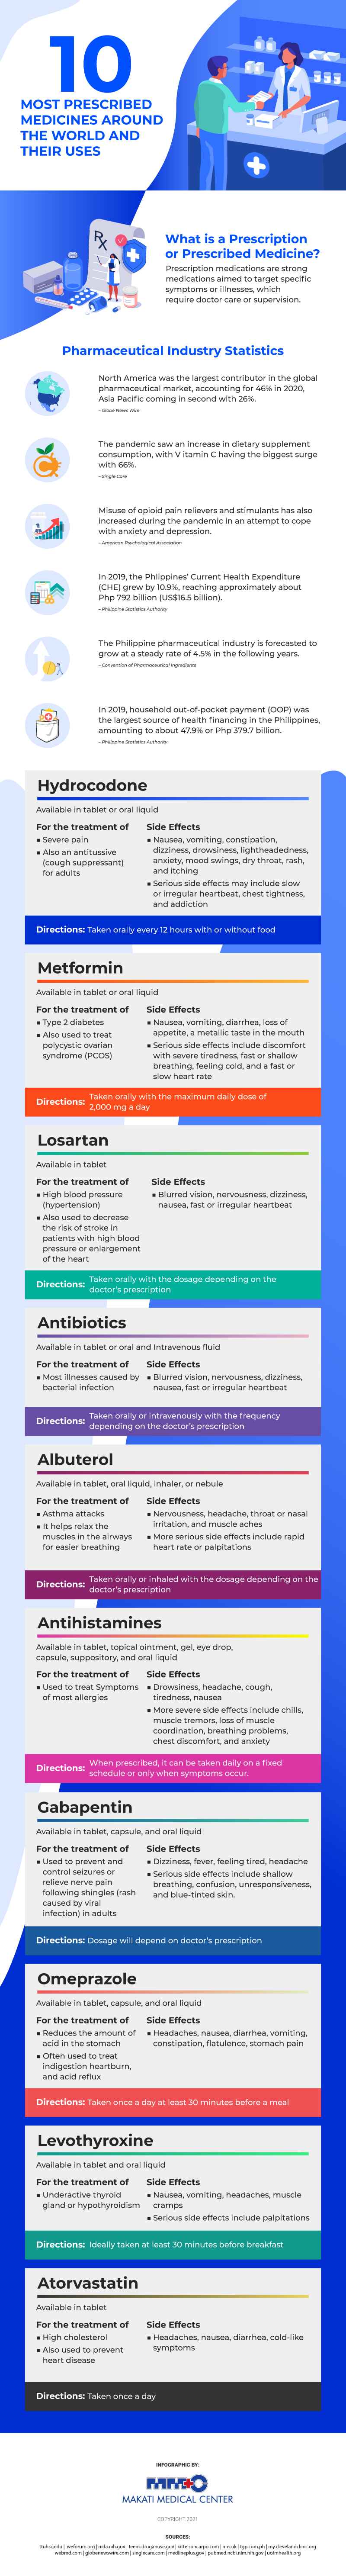 10
MOST PRESCRIBED
MEDICINES AROUND
THE WORLD AND
THEIR USES
Rx
What is a Prescription
or Prescribed Medicine?
Prescription medications are strong
medications aimed to target specific
symptoms or illnesses, which
require doctor care or supervision.
Pharmaceutical Industry Statistics
North America was the largest contributor in the global
pharmaceutical market, accounting for 46% in 2020,
Asia Pacific coming in second with 26%.
- Globe News Wire
The pandemic saw an increase in dietary supplement
consumption, with V itamin C having the biggest surge
with 66%.
- Single Care
Misuse of opioid pain relievers and stimulants has also
increased during the pandemic in an attempt to cope
with anxiety and depression.
- American Psychological Association
In 2019, the Phlippines' Current Health Expenditure
(CHE) grew by 10.9%, reaching approximately about
Php 792 billion (US$16.5 billion).
- Philippine Statistics Authority
The Philippine pharmaceutical industry is forecasted to
grow at a steady rate of 4.5% in the following years.
- Convention of Pharmaceutical Ingredients
In 2019, household out-of-pocket payment (OOP) was
the largest source of health financing in the Philippines,
amounting to about 47.9% or Php 379.7 billion.
- Philippine Statistics Authority
Hydrocodone
Available in tablet or oral liquid
For the treatment of
■ Severe pain
■ Also an antitussive
(cough suppressant)
for adults
Side Effects
■ Nausea, vomiting, constipation,
dizziness, drowsiness, lightheadedness,
anxiety, mood swings, dry throat, rash,
and itching
■ Serious side effects may include slow
or irregular heartbeat, chest tightness,
and addiction
Directions: Taken orally every 12 hours with or without food
Metformin
Available in tablet or oral liquid
For the treatment of
■ Type 2 diabetes
■ Also used to treat
polycystic ovarian
syndrome (PCOS)
Side Effects
■ Nausea, vomiting, diarrhea, loss of
appetite, a metallic taste in the mouth
■ Serious side effects include discomfort
with severe tiredness, fast or shallow
breathing, feeling cold, and a fast or
slow heart rate
Directions: Taken orally with the maximum daily dose of
2,000 mg a day
Losartan
Available in tablet
For the treatment of
■ High blood pressure
(hypertension)
■ Also used to decrease
the risk of stroke in
patients with high blood
pressure or enlargement
of the heart
Side Effects
■ Blurred vision, nervousness, dizziness,
nausea, fast or irregular heartbeat
Directions: Taken orally with the dosage depending on the
doctor's prescription
Antibiotics
Available in tablet or oral and Intravenous fluid
For the treatment of
■ Most illnesses caused by
bacterial infection
Side Effects
■ Blurred vision, nervousness, dizziness,
nausea, fast or irregular heartbeat
Directions: Taken orally or intravenously with the frequency
depending on the doctor's prescription
Albuterol
Available in tablet, oral liquid, inhaler, or nebule
For the treatment of
■ Asthma attacks
■ It helps relax the
muscles in the airways
for easier breathing
Side Effects
■ Nervousness, headache, throat or nasal
irritation, and muscle aches
■ More serious side effects include rapid
heart rate or palpitations
Directions: Taken orally or inhaled with the dosage depending on the
doctor's prescription
Antihistamines
Available in tablet, topical ointment, gel, eye drop,
capsule, suppository, and oral liquid
For the treatment of
■ Used to treat Symptoms
of most allergies
Side Effects
■ Drowsiness, headache, cough,
tiredness, nausea
■ More severe side effects include chills,
muscle tremors, loss of muscle
coordination, breathing problems,
chest discomfort, and anxiety
Directions: When prescribed, it can be taken daily on a fixed
schedule or only when symptoms occur.
Gabapentin
Available in tablet, capsule, and oral liquid
For the treatment of
■ Used to prevent and
control seizures or
relieve nerve pain
following shingles (rash
caused by viral
infection) in adults
Side Effects
■ Dizziness, fever, feeling tired, headache
■ Serious side effects include shallow
breathing, confusion, unresponsiveness,
and blue-tinted skin.
Directions: Dosage will depend on doctor's prescription
Omeprazole
Available in tablet, capsule, and oral liquid
For the treatment of
■ Reduces the amount of
acid in the stomach
■ Often used to treat
indigestion heartburn,
and acid reflux
Side Effects
■ Headaches, nausea, diarrhea, vomiting,
constipation, flatulence, stomach pain
Directions: Taken once a day at least 30 minutes before a meal
Levothyroxine
Available in tablet and oral liquid
For the treatment of
■ Underactive thyroid
gland or hypothyroidism
Side Effects
■ Nausea, vomiting, headaches, muscle
cramps
■ Serious side effects include palpitations
Directions: Ideally taken at least 30 minutes before breakfast
Atorvastatin
Available in tablet
For the treatment of
■ High cholesterol
■ Also used to prevent
heart disease
Side Effects
■ Headaches, nausea, diarrhea, cold-like
symptoms
Directions: Taken once a day
INFOGRAPHIC BY:
MMC
MAKATI MEDICAL CENTER
COPYRIGHT 2021
SOURCES:
ttuhsc.edu | weforum.org | nida.nih.gov | teens.drugabuse.gov | kittelsoncarpo.com | nhs.uk | tgp.com.ph | my.clevelandclinic.org
webmd.com | globenewswire.com | singlecare.com | medlineplus.gov | pubmed.ncbi.nlm.nih.gov | uofmhealth.org